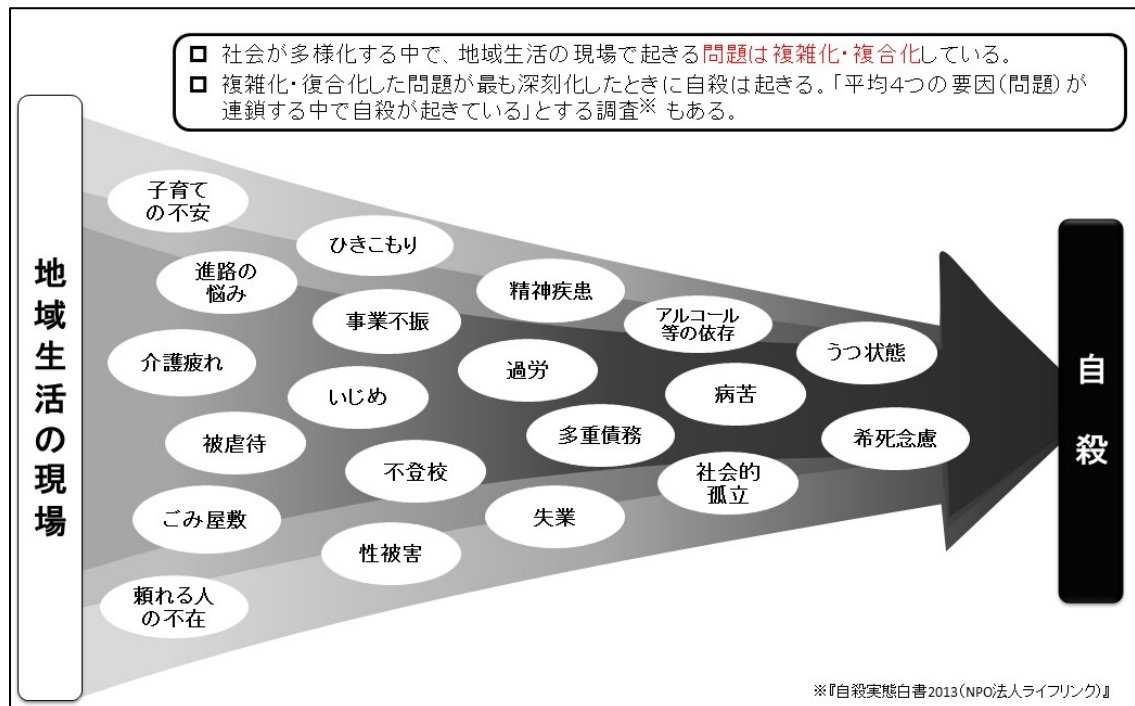 □ 社会が多様化する中で、地域生活の現場で起きる問題は複雑化・複合化している。
□ 複雑化・復合化した問題が最も深刻化したときに自殺は起きる。「平均4つの要因(問題)が
連鎖する中で自殺が起きている」とする調査※ もある。
地域生活の現場
子育て
の不安
ひきこもり
進路の
悩み
精神疾患
事業不振
アルコール
等の依存
うつ状態
介護疲れ
過労
いじめ
病苦
被虐待
多重債務
希死念慮
不登校
社会的
孤立
ごみ屋敷
失業
性被害
頼れる人
の不在
自殺
※『自殺実態白書2013(NPO法人ライフリンク)』